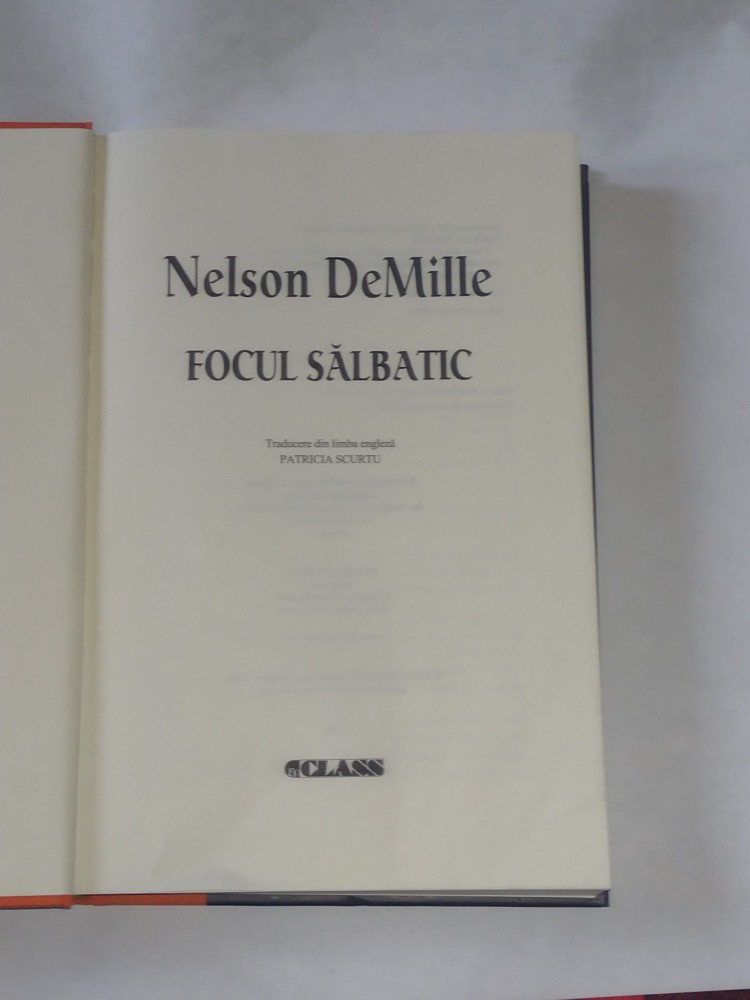 Nelson DeMille
FOCUL SĂLBATIC
Traducere din limba engleză
PATRICIA SCURTU
CLASS